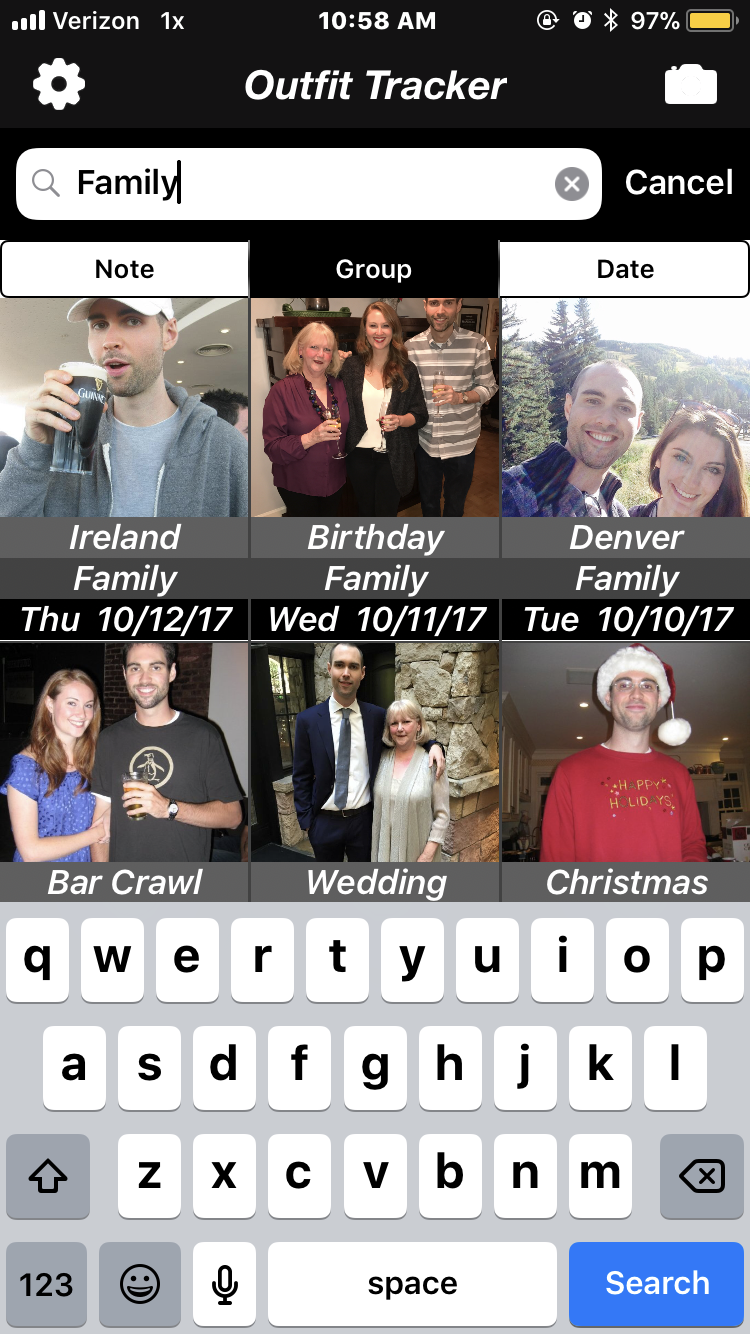 Verizon 1x 10:58 AM 97%
Outfit Tracker
Family Cancel
Note Group Date
GUINNESS
Ireland Birthday Denver
Family Family Family
Thu 10/12/17 Wed 10/11/17 Tue 10/10/17
HAPPY
HOLIDAYS
Bar Crawl Wedding Christmas
q w e r t y u i o p
a s d f g h j k l
z x c v b n m
123 space Search